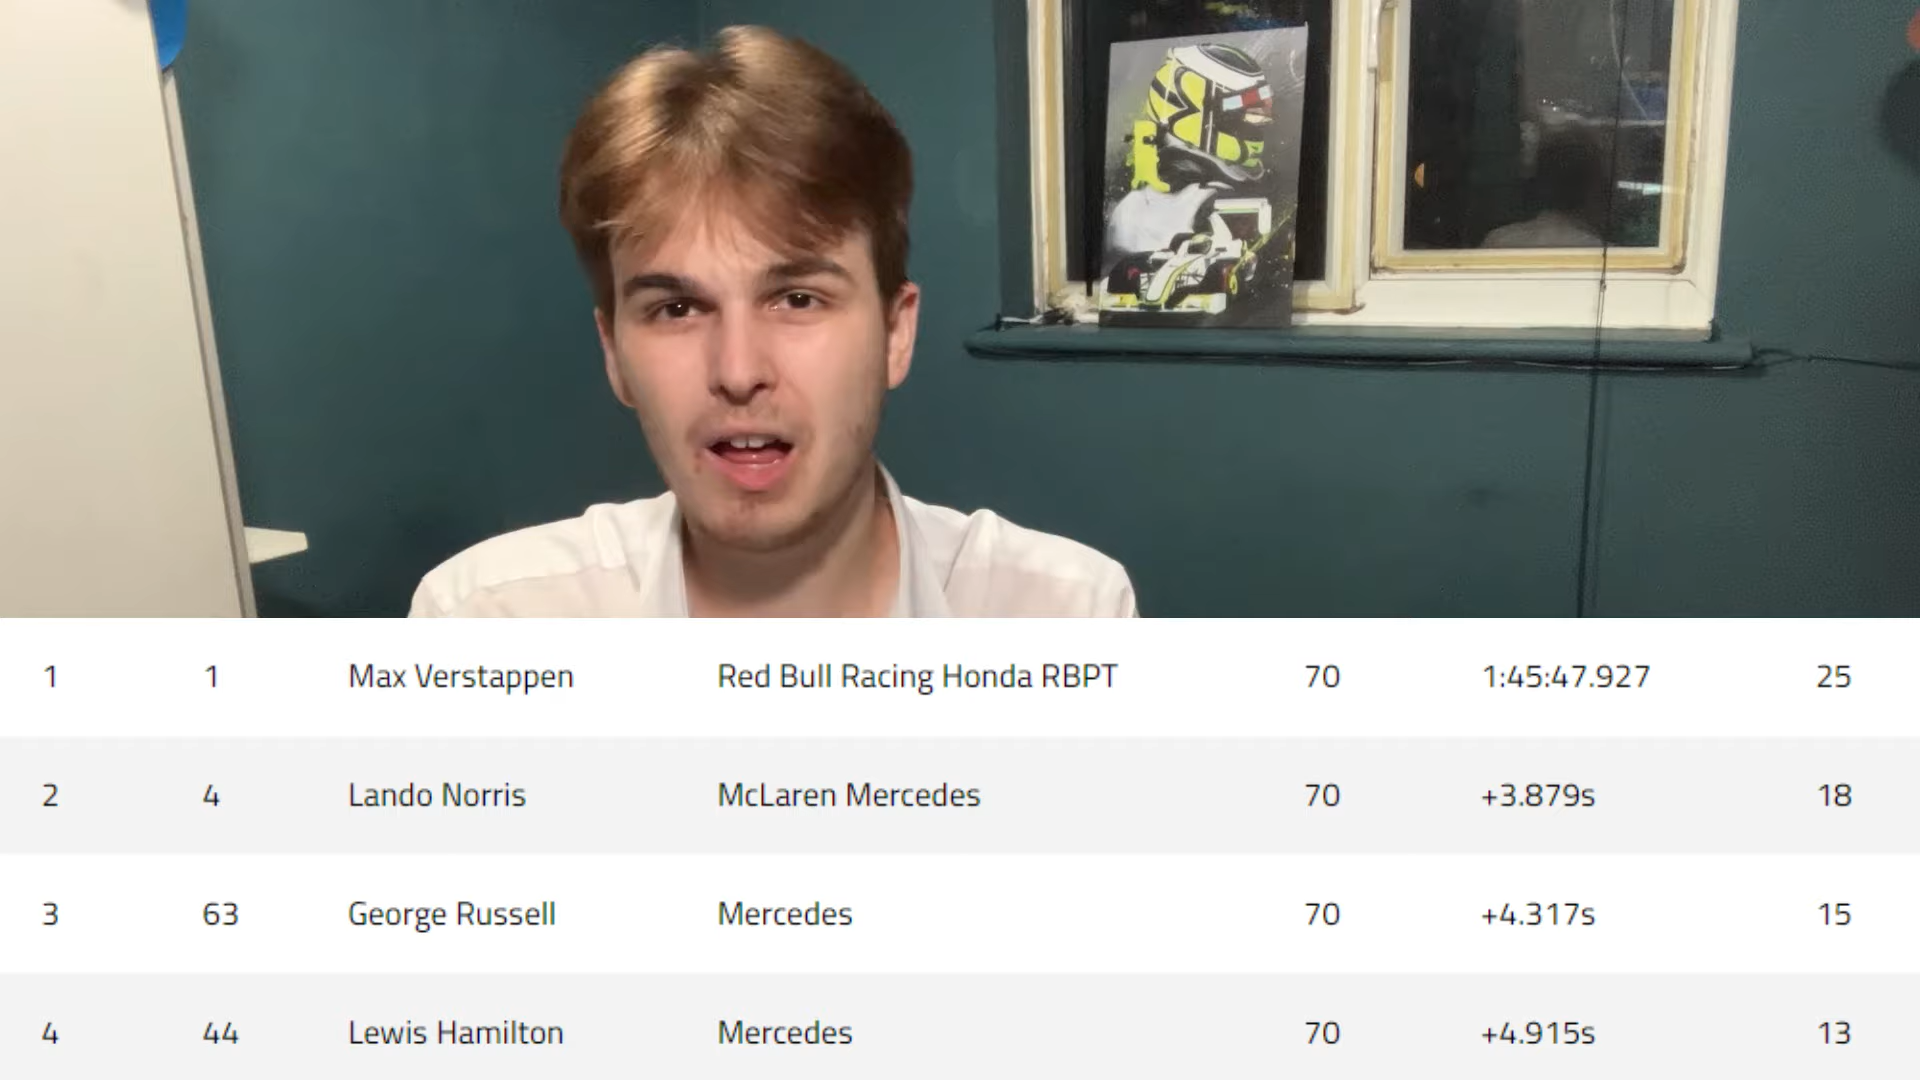 1 1 Max Verstappen Red Bull Racing Honda RBPT 70 1:45:47.927 25
2 4 Lando Norris McLaren Mercedes 70 +3.879s 18
3 63 George Russell Mercedes 70 +4.317s 15
4 44 Lewis Hamilton Mercedes 70 +4.915s 13